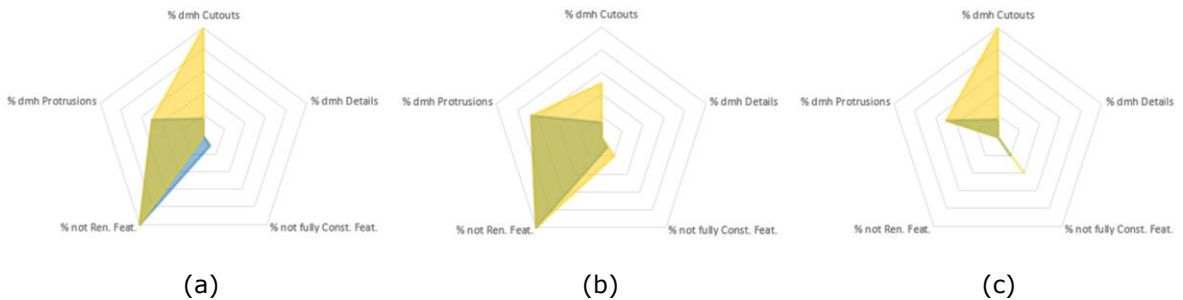 % dmh Cutouts
% dmh Protrusions
% dmh Details
% not Ren. Feat.
% not fully Const. Feat.
(a)
% dmh Cutouts
% dmh Protrusions
% dmh Details
% not Ren. Feat.
% not fully Const. Feat.
(b)
% dmh Cutouts
% dmh Protrusions
% dmh Details
% not Ren. Feat.
% not fully Const. Feat.
(c)